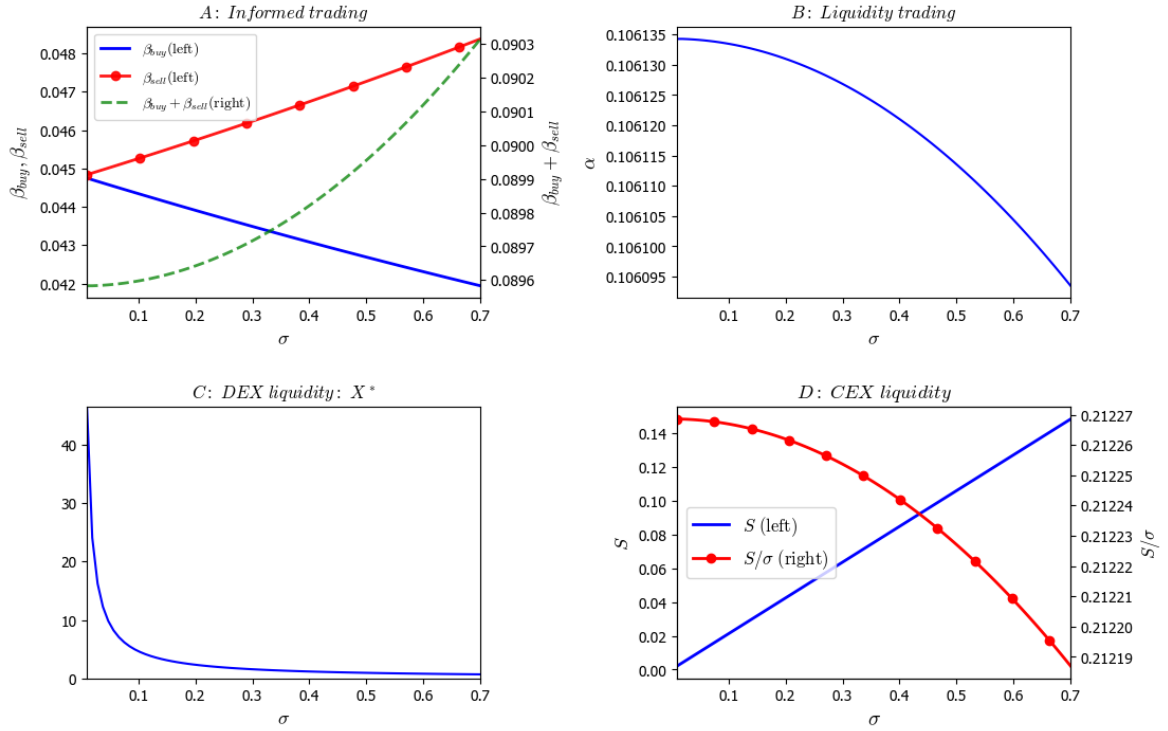 A: Informed trading
β_buy(left)
β_sell(left)
β_buy + β_sell(right)
0.048
0.047
0.046
0.045
0.044
0.043
0.042
β_buy, β_sell
0.0903
0.0902
0.0901
0.0900
0.0899
0.0898
0.0897
0.0896
β_buy + β_sell
0.1 0.2 0.3 0.4 0.5 0.6 0.7
σ
B: Liquidity trading
0.106135
0.106130
0.106125
0.106120
0.106115
0.106110
0.106105
0.106100
0.106095
α
0.1 0.2 0.3 0.4 0.5 0.6 0.7
σ
C: DEX liquidity: X*
40
30
20
10
0
0.1 0.2 0.3 0.4 0.5 0.6 0.7
σ
D: CEX liquidity
S (left)
S/σ (right)
0.14
0.12
0.10
0.08
0.06
0.04
0.02
0.00
S
0.21227
0.21226
0.21225
0.21224
0.21223
0.21222
0.21221
0.21220
0.21219
S/σ
0.1 0.2 0.3 0.4 0.5 0.6 0.7
σ